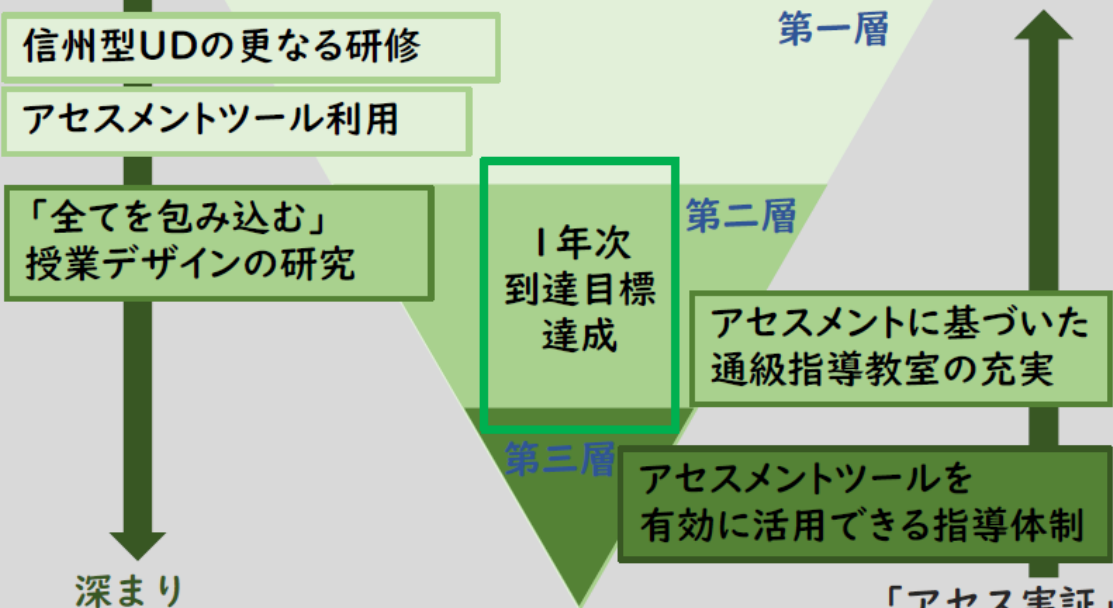 信州型UDの更なる研修
第一層
アセスメントツール利用
「全てを包み込む」
授業デザインの研究
第二層
1年次
到達目標
達成
アセスメントに基づいた
通級指導教室の充実
第三層
アセスメントツールを
有効に活用できる指導体制
深まり
「アセス実証」